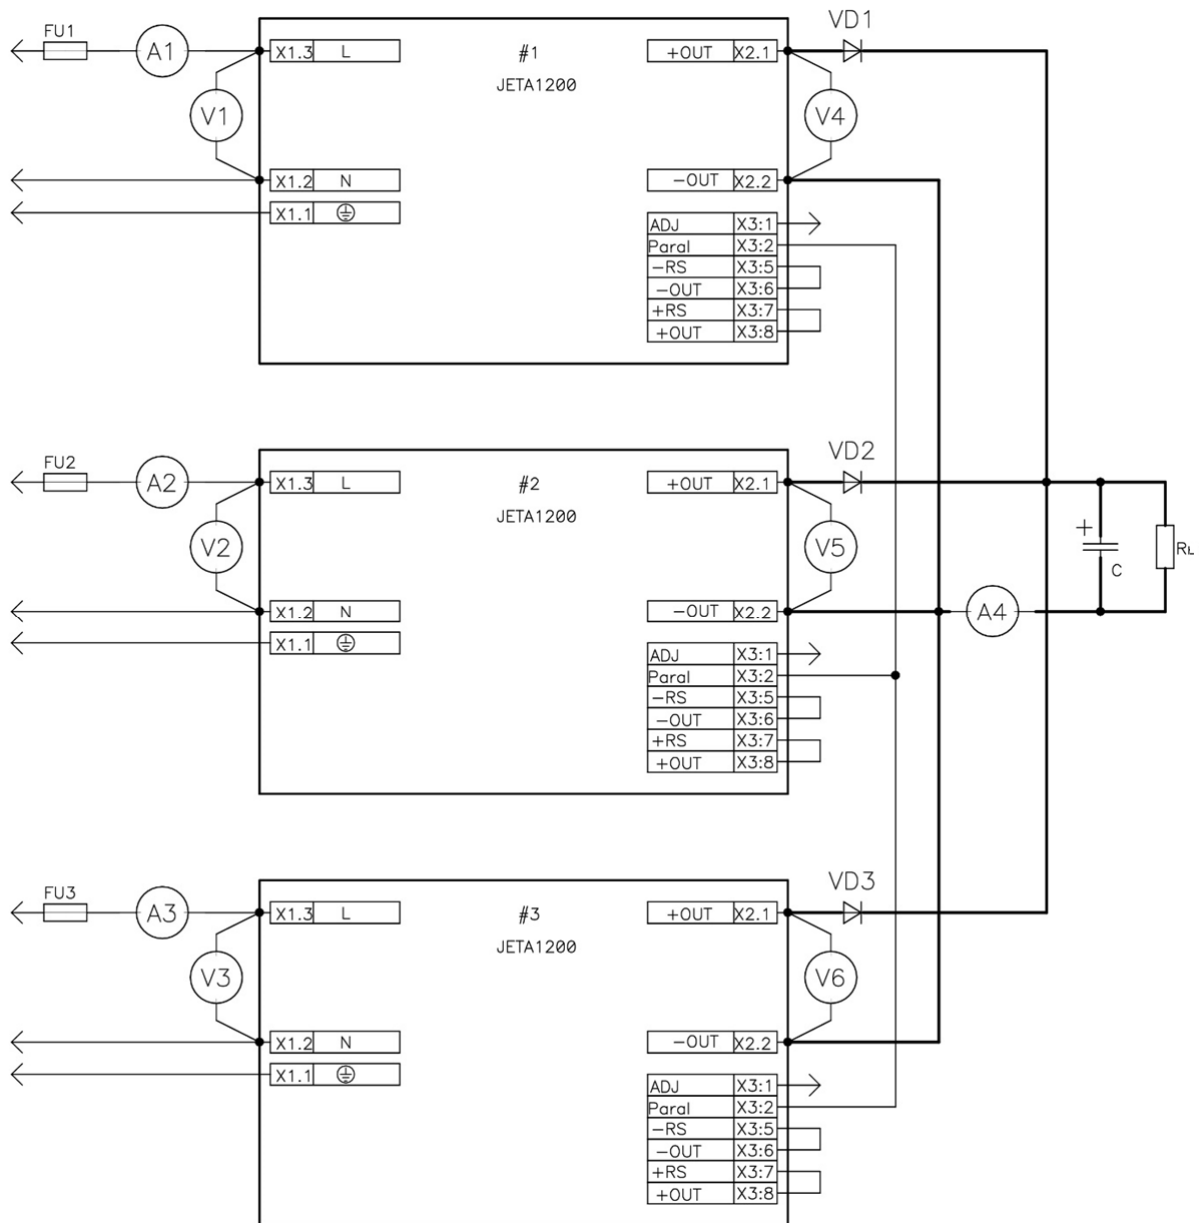 FU1
A1
V1
X1.3 L
X1.2 N
X1.1
#1
JETA1200
+OUT X2.1
-OUT X2.2
VD1
V4
ADJ X3:1
Paral X3:2
-RS X3:5
-OUT X3:6
+RS X3:7
+OUT X3:8
FU2
A2
V2
X1.3 L
X1.2 N
X1.1
#2
JETA1200
+OUT X2.1
-OUT X2.2
VD2
V5
A4
+
C
RL
ADJ X3:1
Paral X3:2
-RS X3:5
-OUT X3:6
+RS X3:7
+OUT X3:8
FU3
A3
V3
X1.3 L
X1.2 N
X1.1
#3
JETA1200
+OUT X2.1
-OUT X2.2
VD3
V6
ADJ X3:1
Paral X3:2
-RS X3:5
-OUT X3:6
+RS X3:7
+OUT X3:8